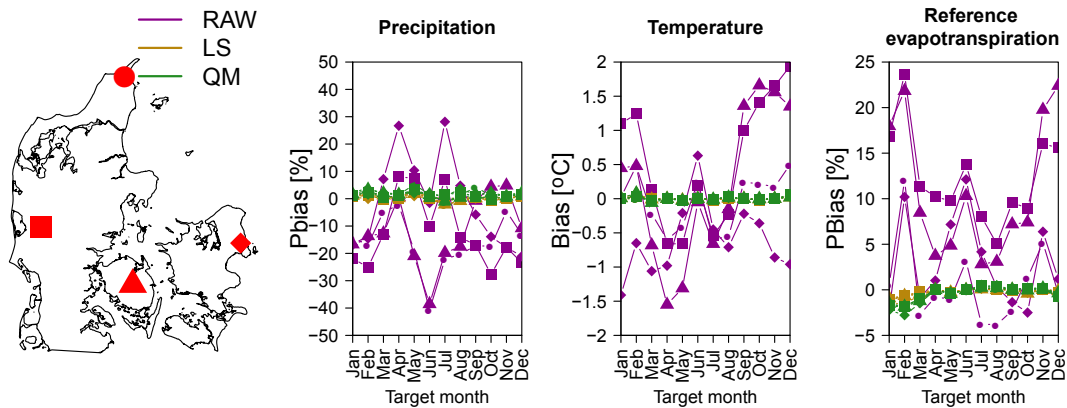 RAW
LS
QM
Precipitation
Pbias [%]
50
40
30
20
10
0
-10
-20
-30
-40
-50
Jan
Feb
Mar
Apr
May
Jun
Jul
Aug
Sep
Oct
Nov
Dec
Target month
Temperature
Bias [ºC]
2
1.5
1
0.5
0
-0.5
-1
-1.5
-2
Jan
Feb
Mar
Apr
May
Jun
Jul
Aug
Sep
Oct
Nov
Dec
Target month
Reference
evapotranspiration
PBias [%]
25
20
15
10
5
0
-5
Jan
Feb
Mar
Apr
May
Jun
Jul
Aug
Sep
Oct
Nov
Dec
Target month